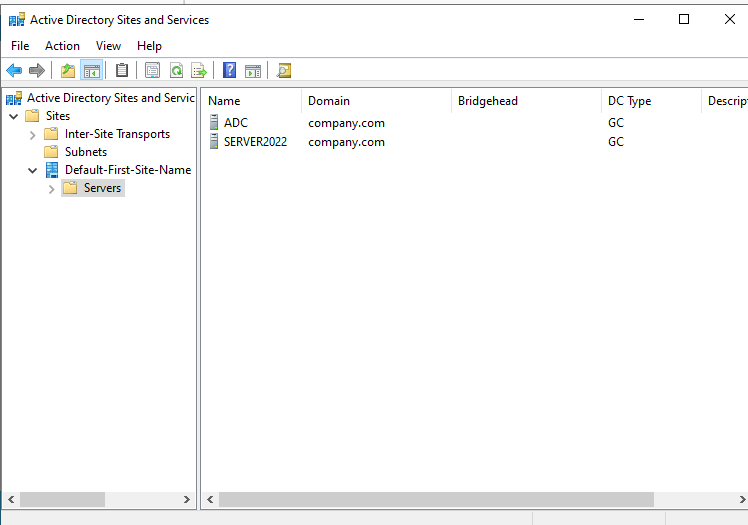 Active Directory Sites and Services
File Action View Help
Active Directory Sites and Servic
Sites
Inter-Site Transports
Subnets
Default-First-Site-Name
Servers
Name Domain Bridgehead DC Type Descript
ADC company.com GC
SERVER2022 company.com GC